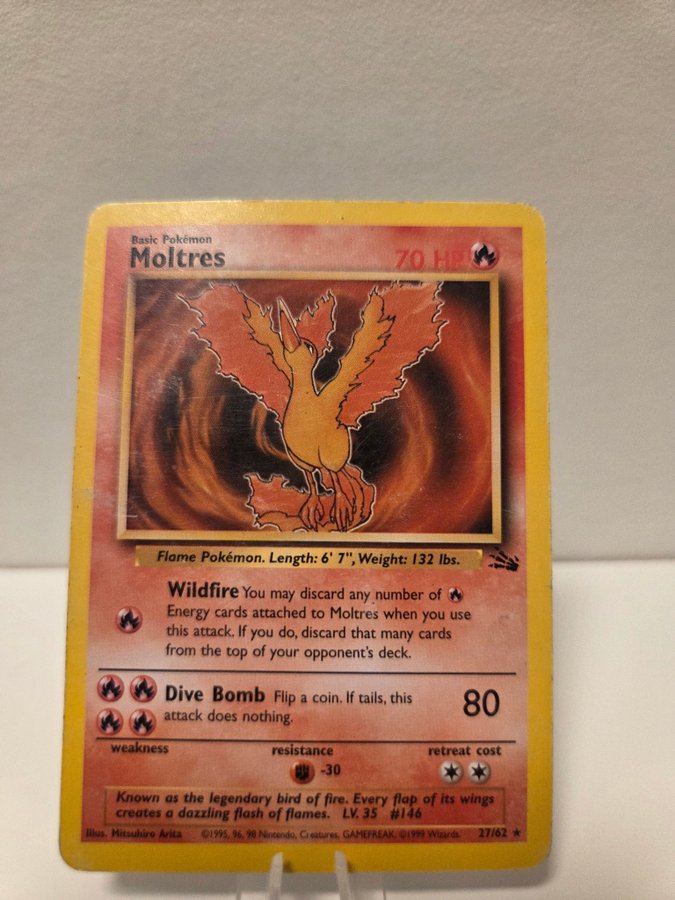 Basic Pokémon
Moltres 70 HP
Flame Pokémon. Length: 6' 7", Weight: 132 lbs.
Wildfire You may discard any number of
Energy cards attached to Moltres when you use
this attack. If you do, discard that many cards
from the top of your opponent's deck.
Dive Bomb Flip a coin. If tails, this
attack does nothing.
80
weakness resistance retreat cost
-30
Known as the legendary bird of fire. Every flap of its wings
creates a dazzling flash of flames. LV. 35 #146
Illus. Mitsuhiro Arita ©1995, 96, 98 Nintendo, Creatures, GAMEFREAK. ©1999 Wizards. 27/62 ★